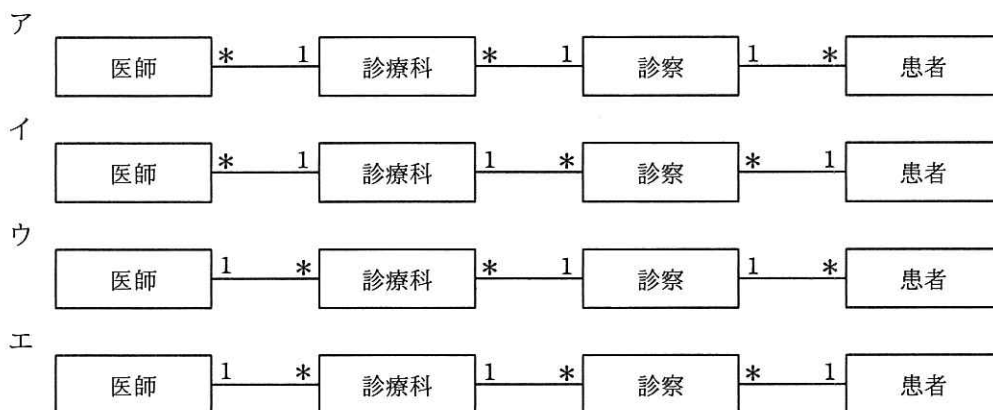 ア
医師 * 1 診療科 * 1 診察 1 * 患者
イ
医師 * 1 診療科 1 * 診察 * 1 患者
ウ
医師 1 * 診療科 * 1 診察 1 * 患者
エ
医師 1 * 診療科 1 * 診察 * 1 患者